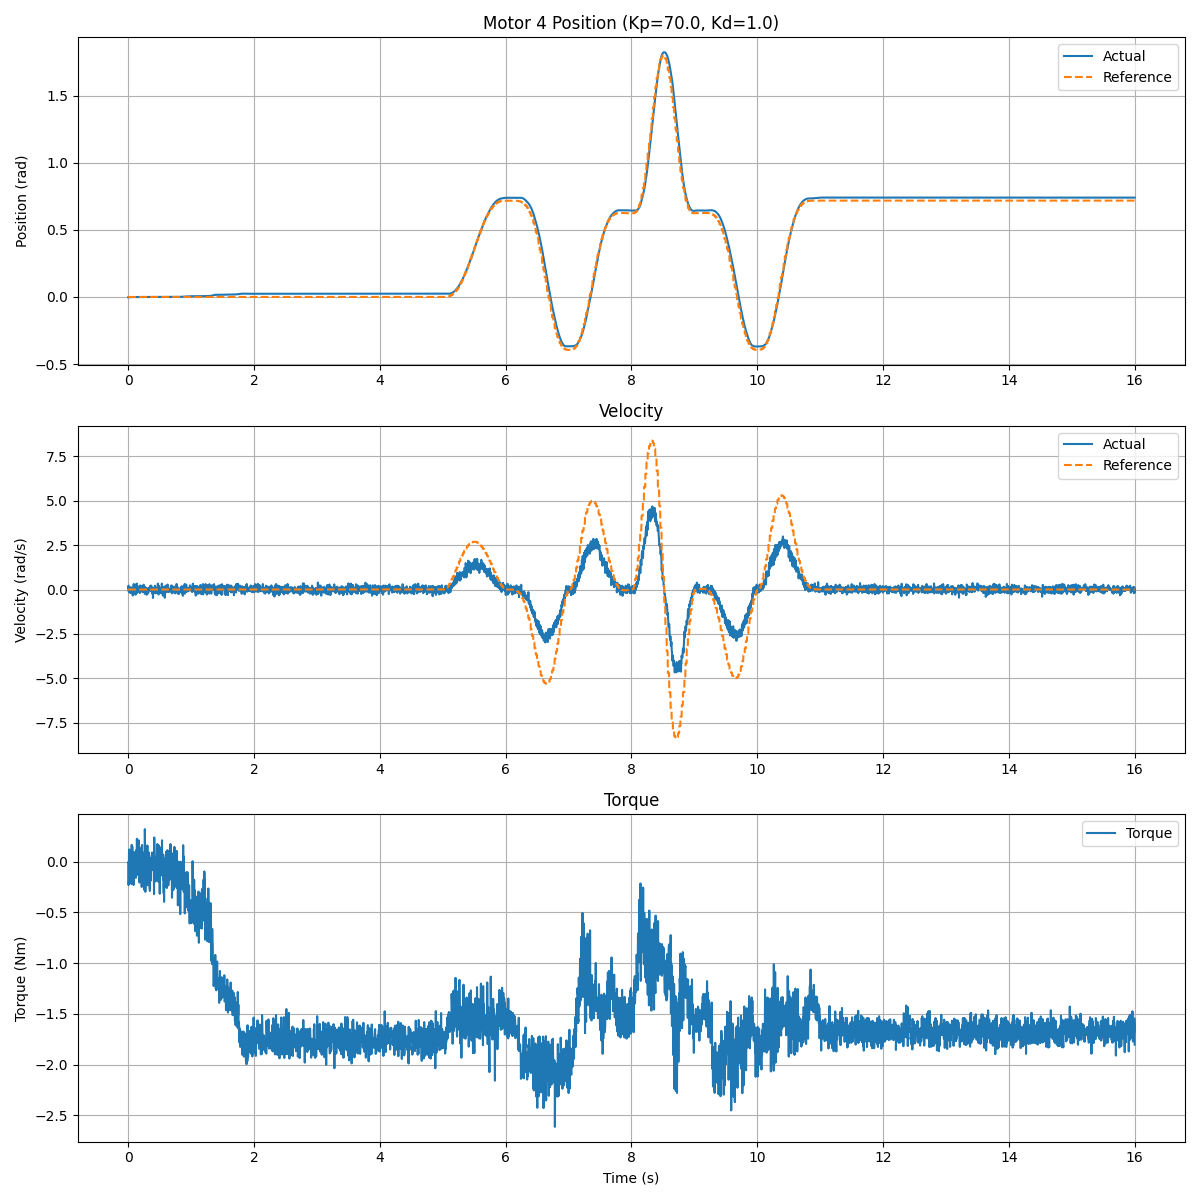 Motor 4 Position (Kp=70.0, Kd=1.0)
Position (rad)
1.5
1.0
0.5
0.0
−0.5
Actual
Reference
0 2 4 6 8 10 12 14 16
Velocity
Velocity (rad/s)
7.5
5.0
2.5
0.0
−2.5
−5.0
−7.5
Actual
Reference
0 2 4 6 8 10 12 14 16
Torque
Torque (Nm)
0.0
−0.5
−1.0
−1.5
−2.0
−2.5
Torque
0 2 4 6 8 10 12 14 16
Time (s)